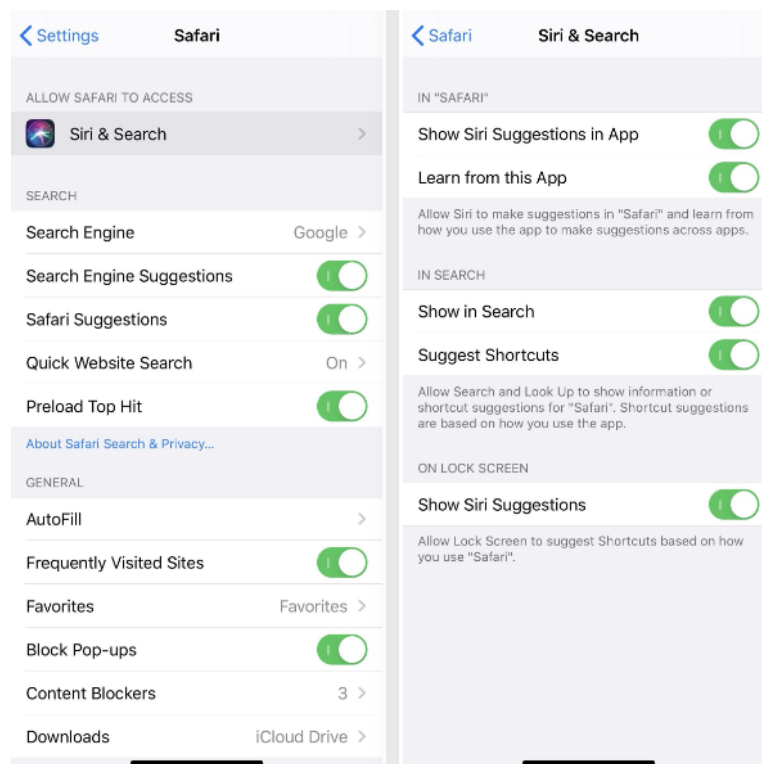 Settings
Safari
ALLOW SAFARI TO ACCESS
Siri & Search
SEARCH
Search Engine
Google
Search Engine Suggestions
Safari Suggestions
Quick Website Search
On
Preload Top Hit
About Safari Search & Privacy...
GENERAL
AutoFill
Frequently Visited Sites
Favorites
Favorites
Block Pop-ups
Content Blockers
3
Downloads
iCloud Drive
Safari
Siri & Search
IN "SAFARI"
Show Siri Suggestions in App
Learn from this App
Allow Siri to make suggestions in "Safari" and learn from
how you use the app to make suggestions across apps.
IN SEARCH
Show in Search
Suggest Shortcuts
Allow Search and Look Up to show information or
shortcut suggestions for "Safari". Shortcut suggestions
are based on how you use the app.
ON LOCK SCREEN
Show Siri Suggestions
Allow Lock Screen to suggest Shortcuts based on how
you use "Safari".